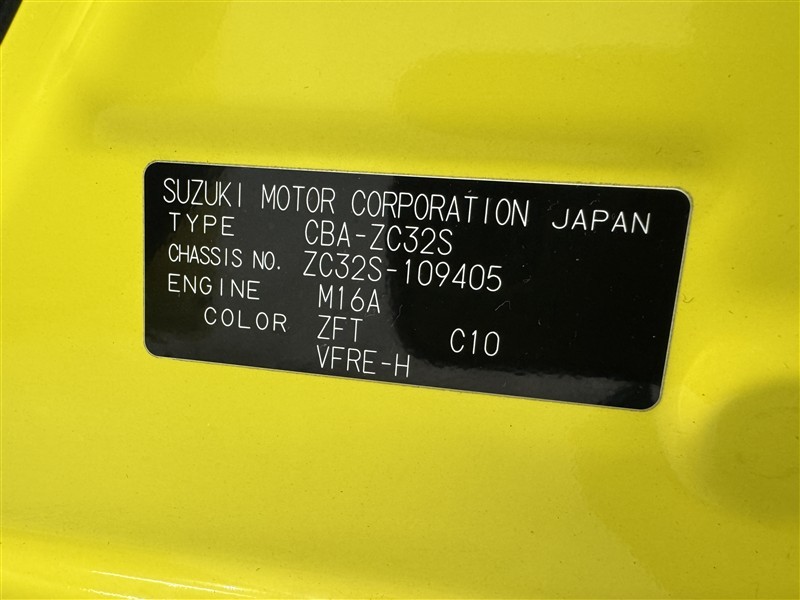 SUZUKI MOTOR CORPORATION JAPAN
TYPE CBA-ZC32S
CHASSIS NO. ZC32S-109405
ENGINE M16A
COLOR ZFT C10
VFRE-H